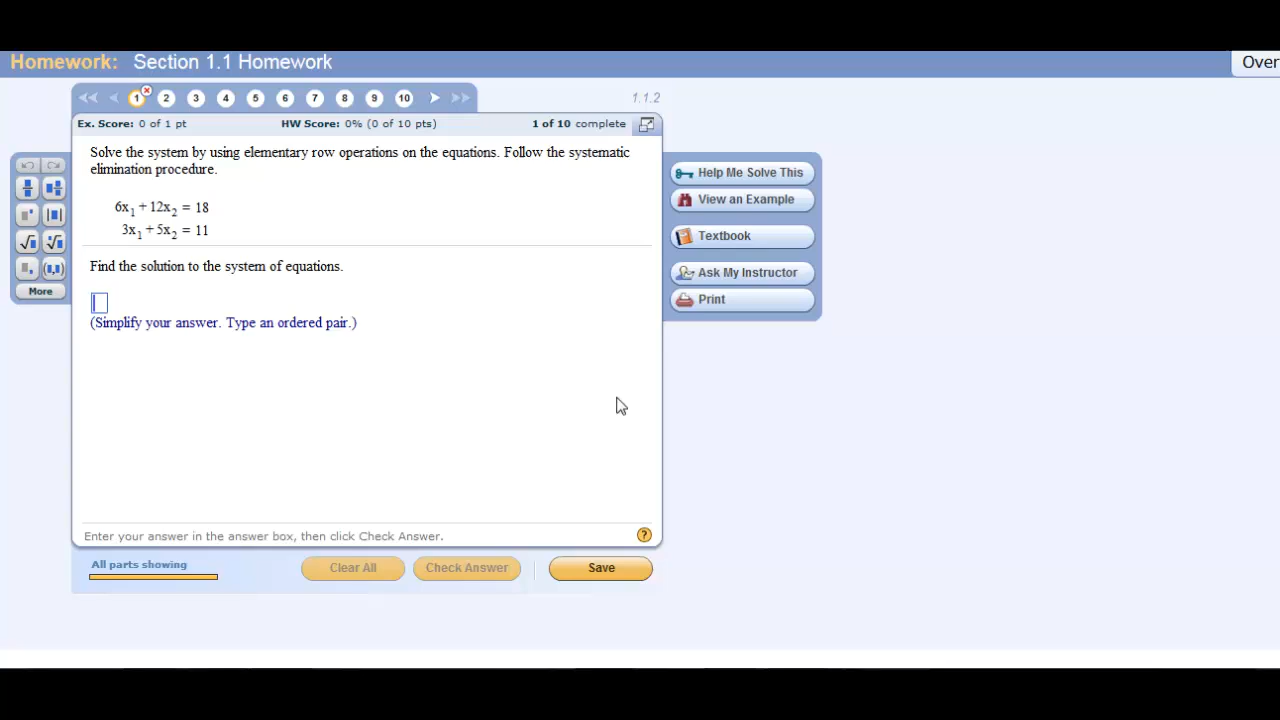 Homework: Section 1.1 Homework
Over
1 2 3 4 5 6 7 8 9 10
1.1.2
Ex. Score: 0 of 1 pt HW Score: 0% (0 of 10 pts) 1 of 10 complete
Solve the system by using elementary row operations on the equations. Follow the systematic
elimination procedure.
6x₁ + 12x₂ = 18
3x₁ + 5x₂ = 11
Find the solution to the system of equations.
(Simplify your answer. Type an ordered pair.)
More
Help Me Solve This
View an Example
Textbook
Ask My Instructor
Print
Enter your answer in the answer box, then click Check Answer.
?
All parts showing
Clear All
Check Answer
Save